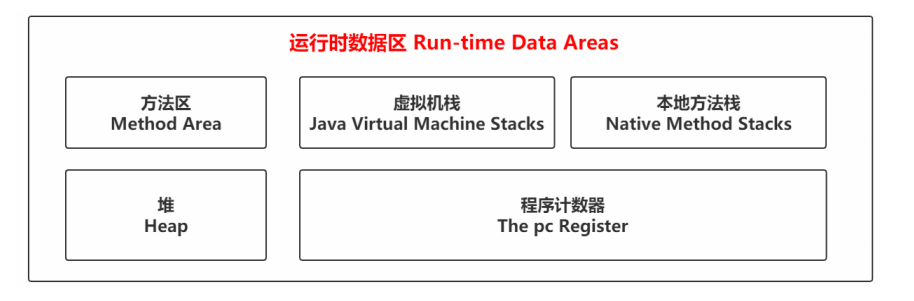 运行时数据区 Run-time Data Areas
方法区
Method Area
虚拟机栈
Java Virtual Machine Stacks
本地方法栈
Native Method Stacks
堆
Heap
程序计数器
The pc Register